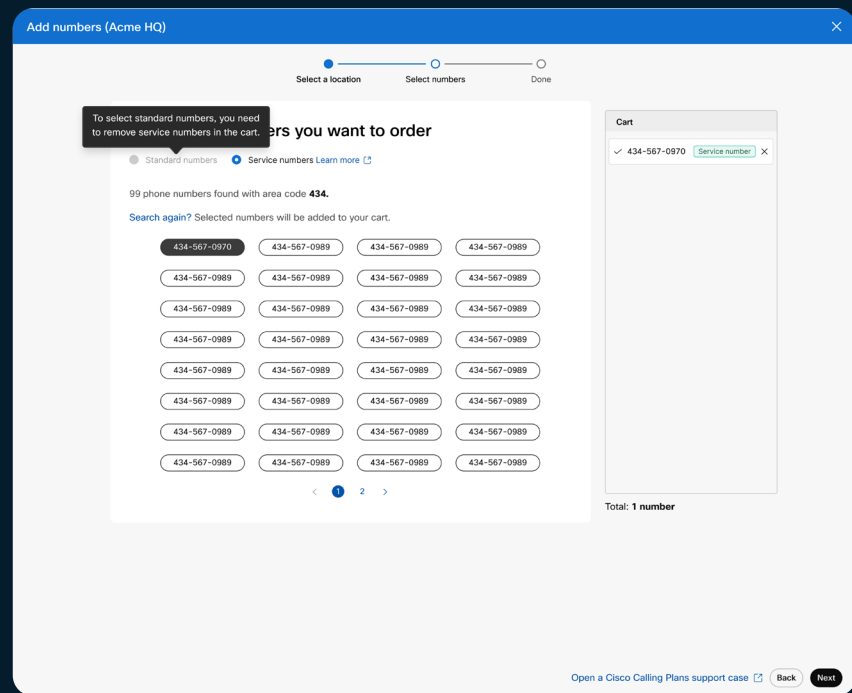 Add numbers (Acme HQ)
Select a location
Select numbers
Done
To select standard numbers, you need
to remove service numbers in the cart.
ers you want to order
Standard numbers
Service numbers Learn more
99 phone numbers found with area code 434.
Search again? Selected numbers will be added to your cart.
434-567-0970 434-567-0989 434-567-0989 434-567-0989
434-567-0989 434-567-0989 434-567-0989 434-567-0989
434-567-0989 434-567-0989 434-567-0989 434-567-0989
434-567-0989 434-567-0989 434-567-0989 434-567-0989
434-567-0989 434-567-0989 434-567-0989 434-567-0989
434-567-0989 434-567-0989 434-567-0989 434-567-0989
434-567-0989 434-567-0989 434-567-0989 434-567-0989
434-567-0989 434-567-0989 434-567-0989 434-567-0989
1 2
Cart
434-567-0970 Service number
Total: 1 number
Open a Cisco Calling Plans support case
Back
Next